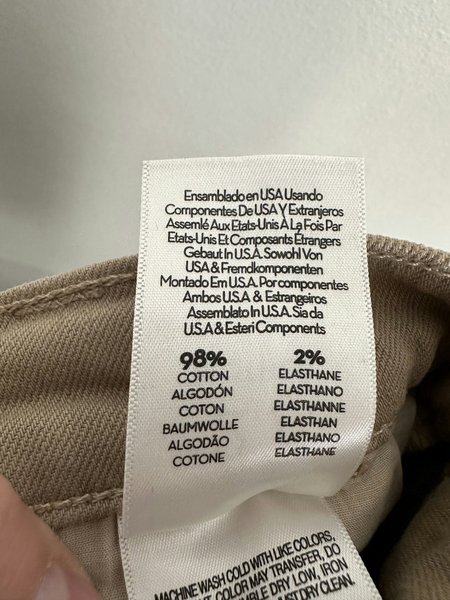 Ensamblado en USA Usando
Componentes De USA Y Extranjeros
Assemlé Aux Etats-Unis À La Fois Par
Etats-Unis Et Composants Étrangers
Gebaut In U.S.A. Sowohl Von
USA & Fremdkomponenten
Montado Em U.S.A. Por componentes
Ambos U.S.A & Estrangeiros
Assemblato In U.S.A. Sia da
U.S.A & Esteri Components
98% 2%
COTTON ELASTHANE
ALGODÓN ELASTHANO
COTON ELASTHANNE
BAUMWOLLE ELASTHAN
ALGODÃO ELASTHANO
COTONE ELASTHANE
MACHINE WASH COLD WITH LIKE COLORS,
COLOR MAY TRANSFER, DO
DRY LOW, IRON
DRY CLEAN.